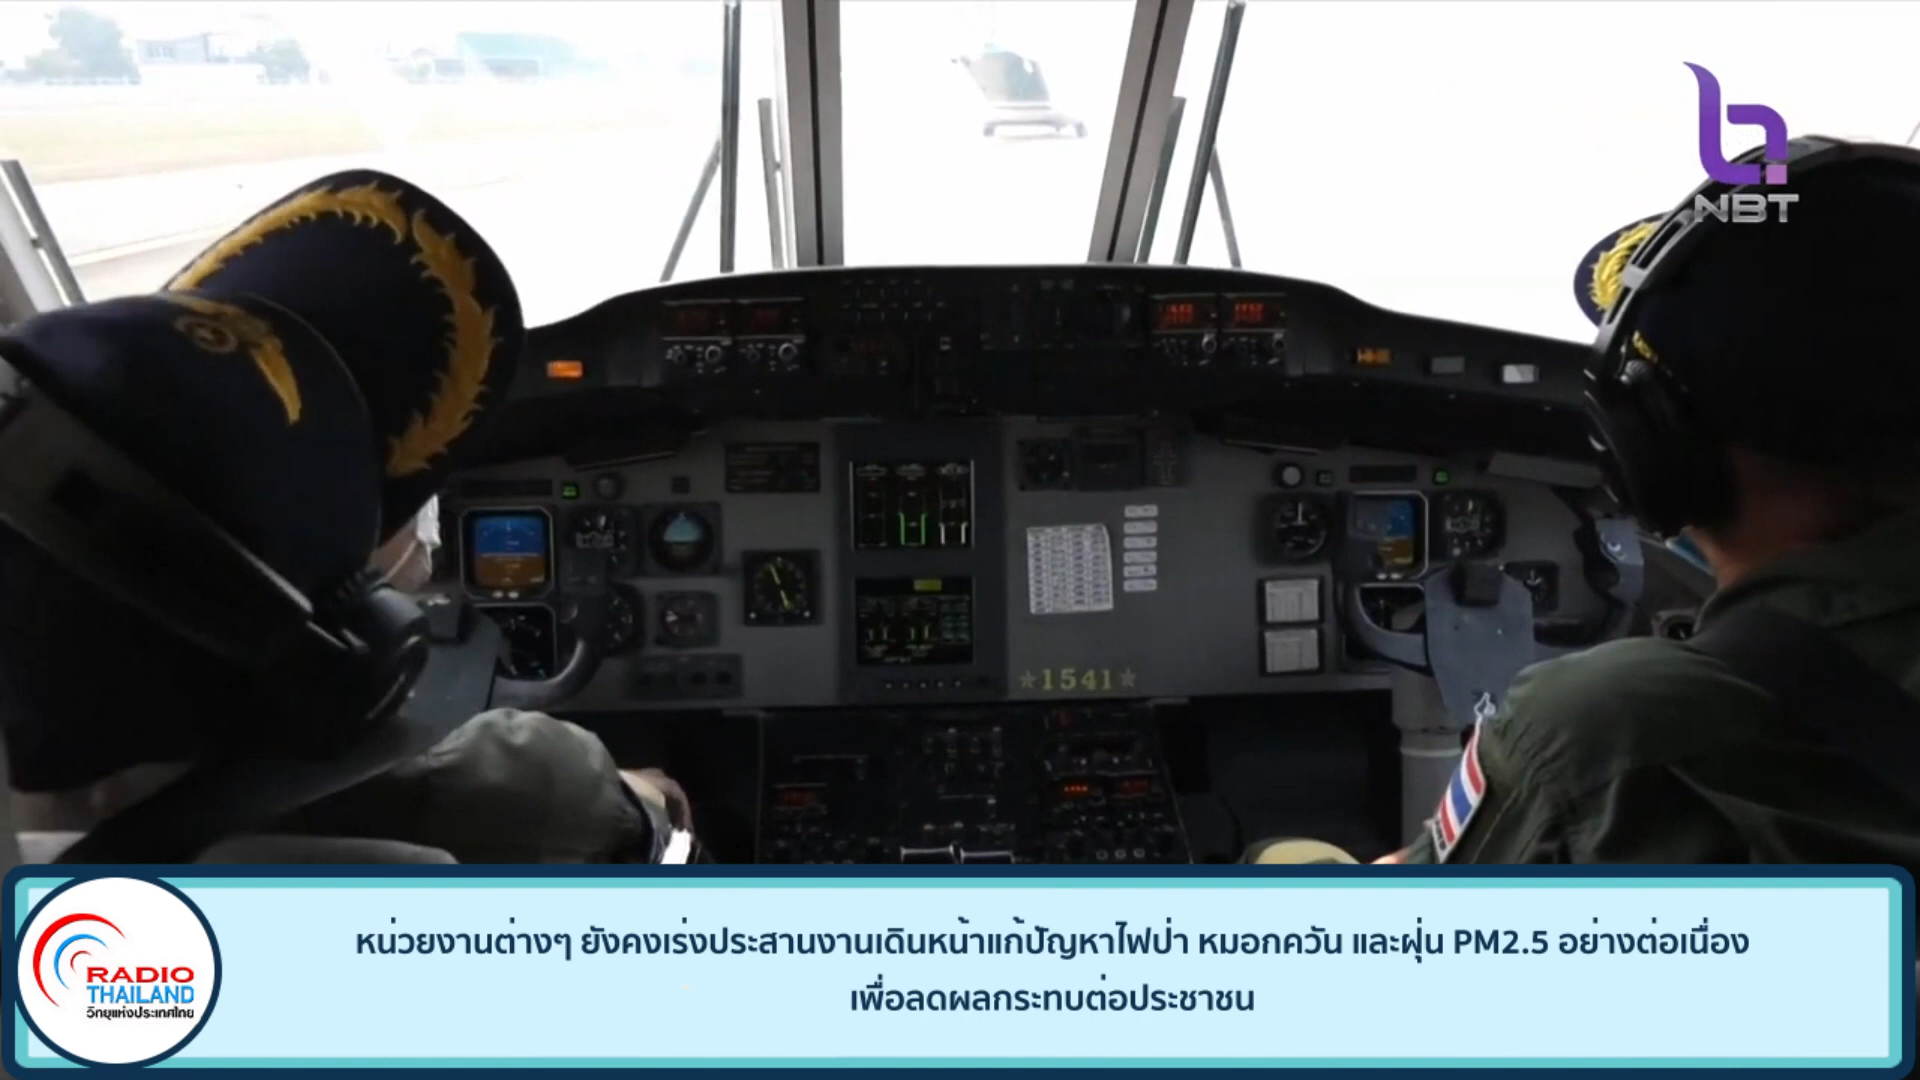 NBT
*1541*
RADIO
THAILAND
วิทยุแห่งประเทศไทย
หน่วยงานต่างๆ ยังคงเร่งประสานงานเดินหน้าแก้ปัญหาไฟป่า หมอกควัน และฝุ่น PM2.5 อย่างต่อเนื่อง
เพื่อลดผลกระทบต่อประชาชน